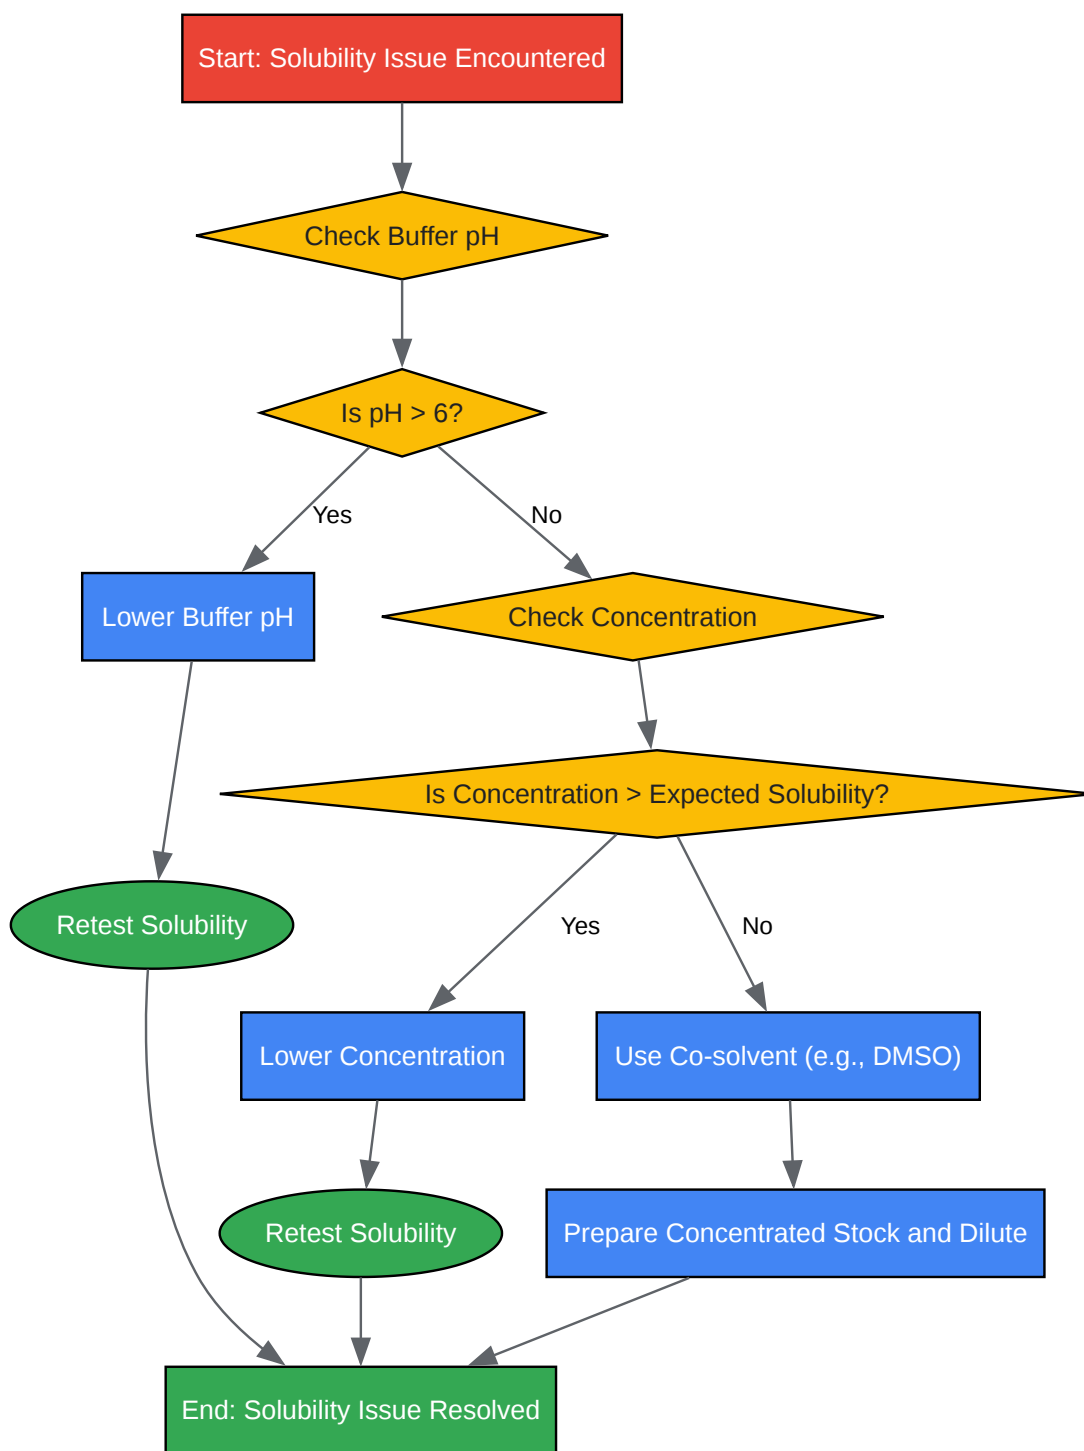 Start: Solubility Issue Encountered
Check Buffer pH
Is pH > 6?
Yes
No
Lower Buffer pH
Check Concentration
Is Concentration > Expected Solubility?
Retest Solubility
Yes
No
Lower Concentration
Use Co-solvent (e.g., DMSO)
Retest Solubility
Prepare Concentrated Stock and Dilute
End: Solubility Issue Resolved